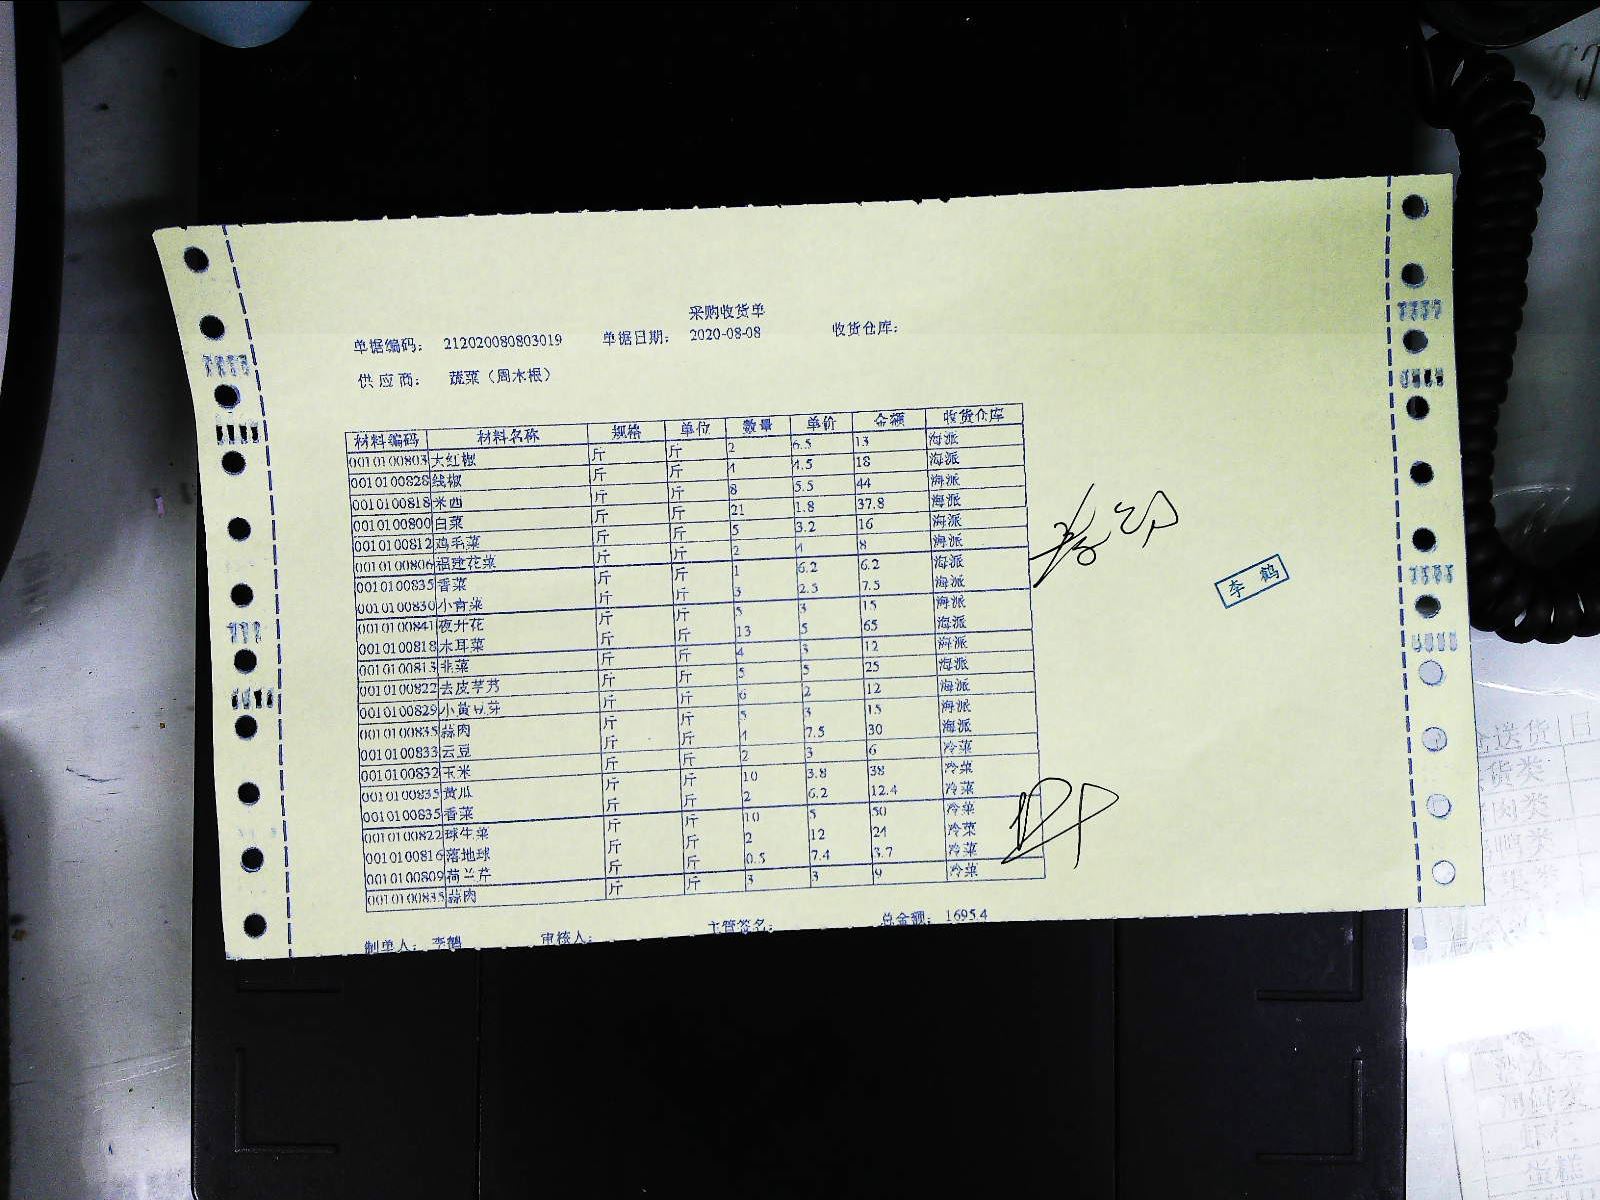 采购收货单
单据编码： 212020080803019 单据日期： 2020-08-08 收货仓库：
供应商： 蔬菜（周木根）
材料编码 材料名称 规格 单位 数量 单价 金额 收货仓库
0010100803 大红椒 斤 斤 2 6.5 13 海派
0010100828 线椒 斤 斤 4 4.5 18 海派
0010100818 米西 斤 斤 8 5.5 44 海派
0010100800 白菜 斤 斤 21 1.8 37.8 海派
0010100812 鸡毛菜 斤 斤 5 3.2 16 海派
0010100806 福建花菜 斤 斤 2 4 8 海派
0010100835 香菜 斤 斤 1 6.2 6.2 海派
0010100830 小青菜 斤 斤 3 2.5 7.5 海派
0010100841 夜开花 斤 斤 5 3 15 海派
0010100818 木耳菜 斤 斤 13 5 65 海派
0010100813 韭菜 斤 斤 4 3 12 海派
0010100822 去皮芋艿 斤 斤 5 5 25 海派
0010100829 小黄豆芽 斤 斤 6 2 12 海派
0010100835 蒜肉 斤 斤 5 3 15 海派
0010100833 云豆 斤 斤 4 7.5 30 海派
0010100832 玉米 斤 斤 2 3 6 冷菜
0010100835 黄瓜 斤 斤 10 3.8 38 冷菜
0010100835 香菜 斤 斤 2 6.2 12.4 冷菜
0010100822 球生菜 斤 斤 10 5 50 冷菜
0010100816 落地球 斤 斤 2 12 24 冷菜
0010100809 荷兰芹 斤 斤 0.5 7.4 3.7 冷菜
0010100835 蒜肉 斤 斤 3 3 9 冷菜
制单人： 李鹤 审核人： 主管签名： 总金额： 1695.4
李鹤
送货 日
货类
肉类
鸭类
蛋糕